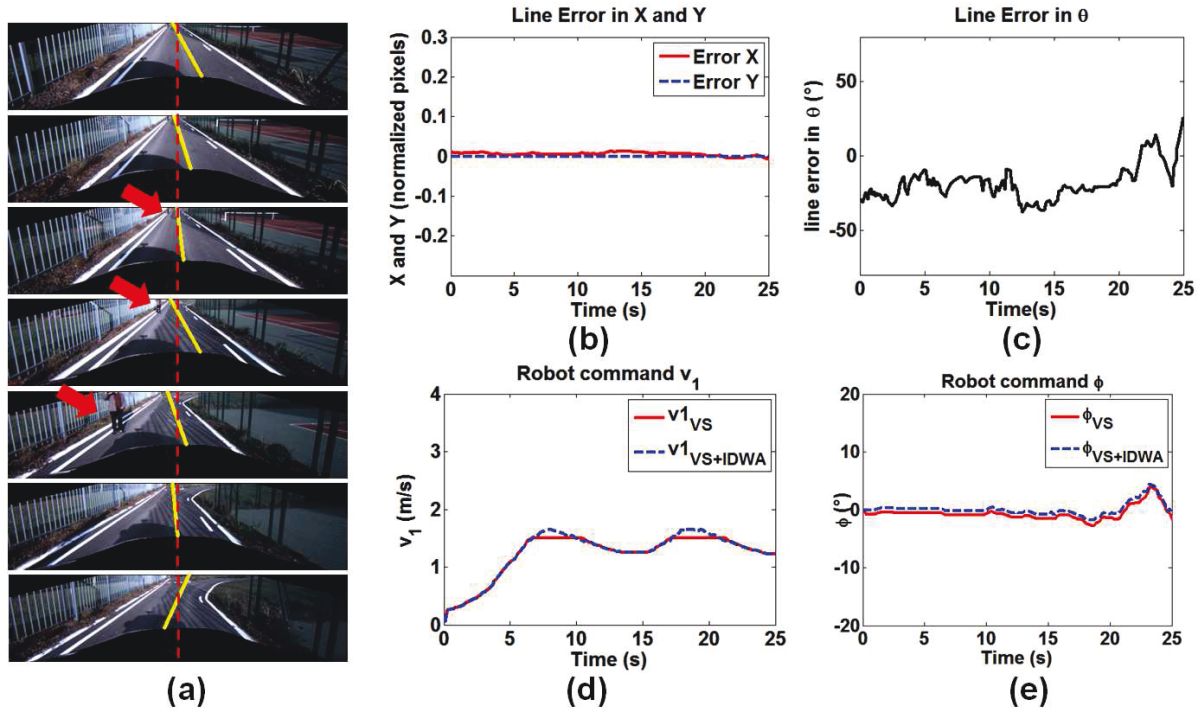 (a)
Line Error in X and Y
X and Y (normalized pixels)
0.3
0.2
0.1
0
-0.1
-0.2
Error X
Error Y
0 5 10 15 20 25
Time (s)
(b)
Line Error in θ
line error in θ (°)
50
0
-50
0 5 10 15 20 25
Time(s)
(c)
Robot command v1
v1 (m/s)
4
3
2
1
0
v1VS
v1VS+IDWA
0 5 10 15 20 25
Time (s)
(d)
Robot command ϕ
ϕ (°)
20
10
0
-10
-20
ϕVS
ϕVS+IDWA
0 5 10 15 20 25
Time (s)
(e)